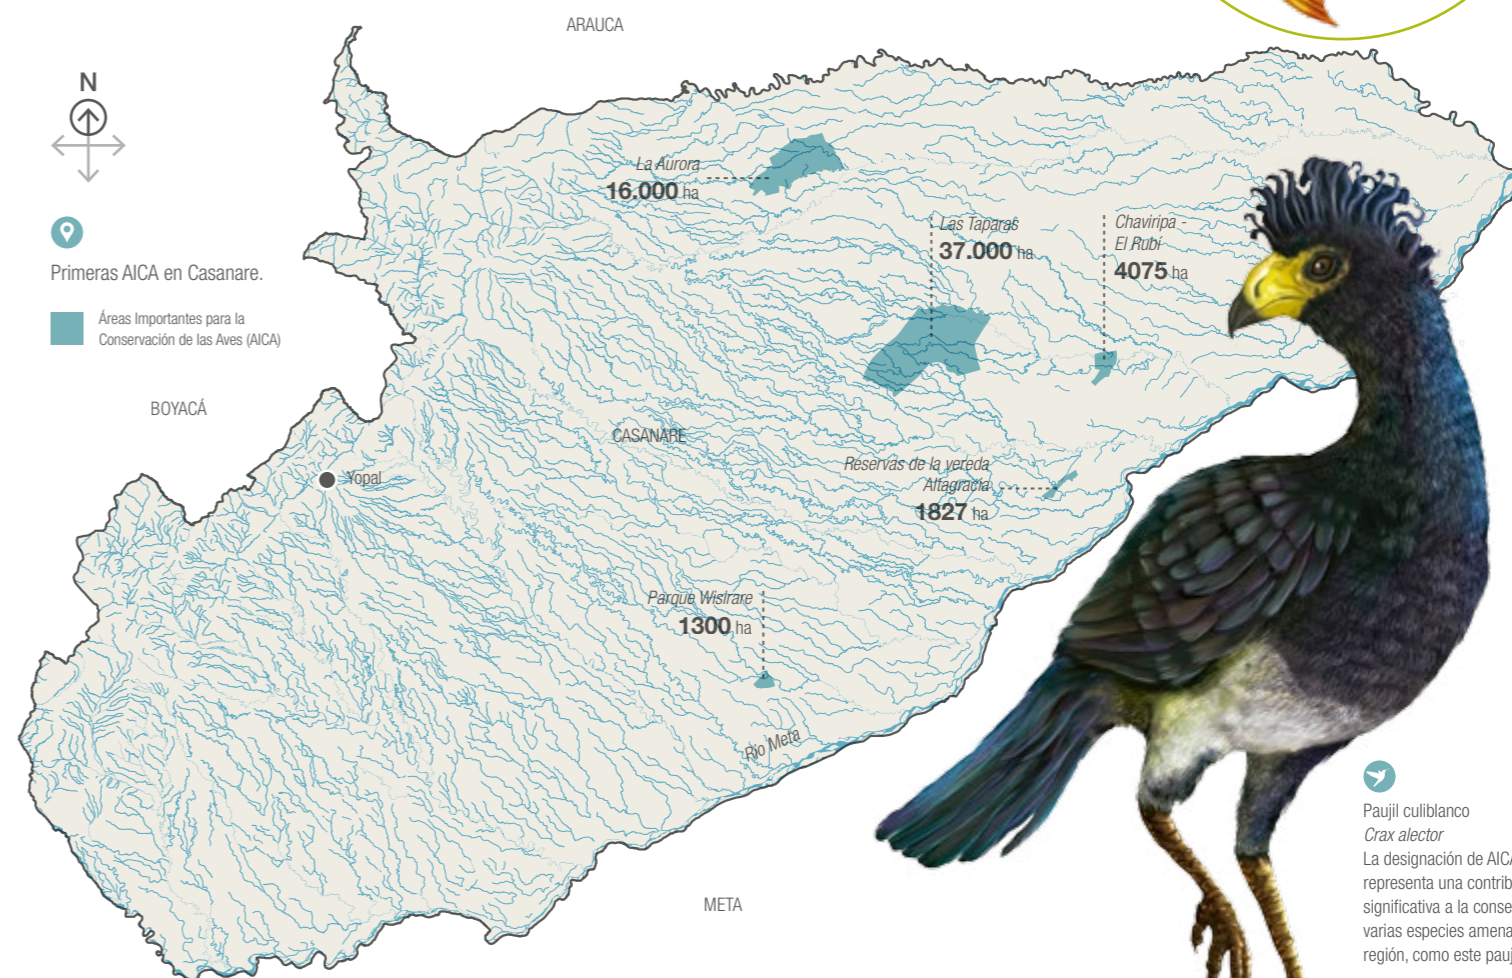 ARAUCA
N
Primeras AICA en Casanare.
Áreas Importantes para la
Conservación de las Aves (AICA)
La Aurora
16.000 ha
Las Taparas
37.000 ha
Chaviripa -
El Rubí
4075 ha
BOYACÁ
CASANARE
Yopal
Reservas de la vereda
Altagracia
1827 ha
Parque Wisirare
1300 ha
Río Meta
META
Paujil culiblanco
Crax alector
La designación de AICA
representa una contrib
significativa a la conse
varias especies amena
región, como este pauj